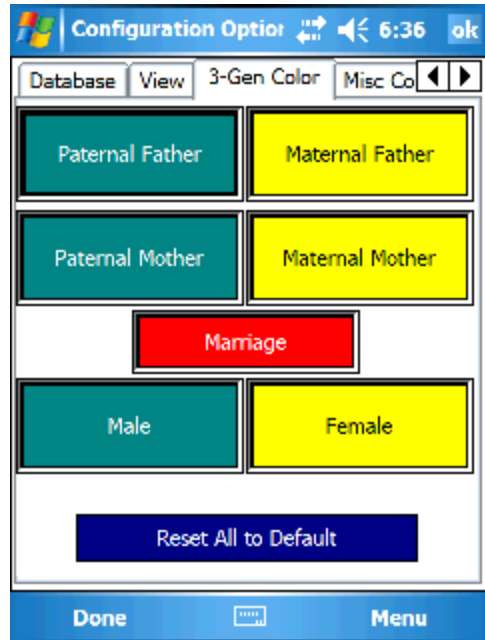 Configuration Option 6:36 ok
Database View 3-Gen Color Misc Co
Paternal Father Maternal Father
Paternal Mother Maternal Mother
Marriage
Male Female
Reset All to Default
Done Menu